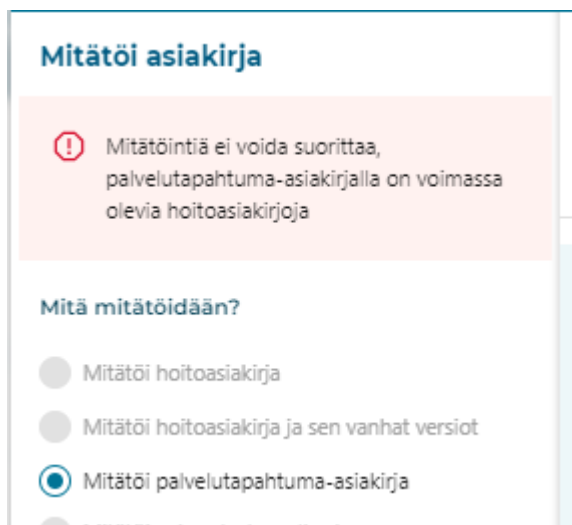 Mitätöi asiakirja
Mitätöintiä ei voida suorittaa,
palvelutapahtuma-asiakirjalla on voimassa
olevia hoitoasiakirjoja
Mitä mitätöidään?
Mitätöi hoitoasiakirja
Mitätöi hoitoasiakirja ja sen vanhat versiot
Mitätöi palvelutapahtuma-asiakirja